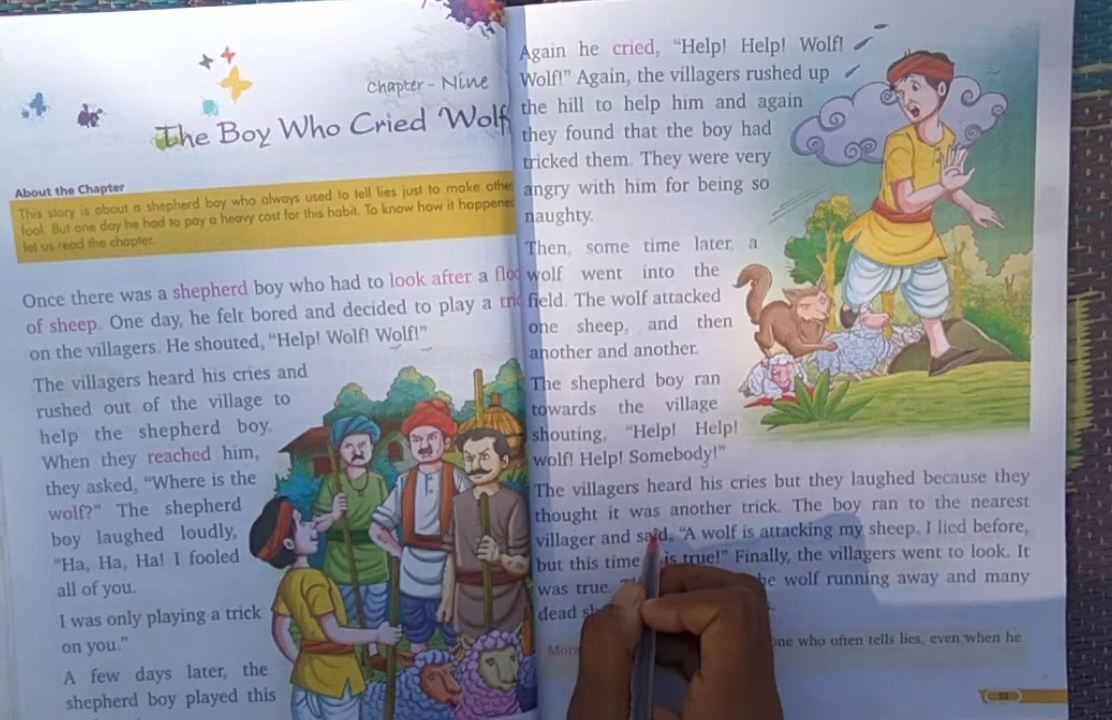 Chapter - Nine
The Boy Who Cried Wolf
About the Chapter
This story is about a shepherd boy who always used to tell lies just to make
fool. But one day he had to pay a heavy cost for this habit. To know how it
let us read the chapter.
Once there was a shepherd boy who had to look after a
of sheep. One day, he felt bored and decided to play a
on the villagers. He shouted, “Help! Wolf! Wolf!”
The villagers heard his cries and
rushed out of the village to
help the shepherd boy.
When they reached him,
they asked, “Where is the
wolf?” The shepherd
boy laughed loudly,
“Ha, Ha, Ha! I fooled
all of you.
I was only playing a trick
on you.”
A few days later, the
shepherd boy played this
Again he cried, “Help! Help! Wolf!
Wolf!” Again, the villagers rushed up
the hill to help him and again
they found that the boy had
tricked them. They were very
angry with him for being so
naughty.
Then, some time later, a
wolf went into the
field. The wolf attacked
one sheep, and then
another and another.
The shepherd boy ran
towards the village
shouting, “Help! Help!
wolf! Help! Somebody!”
The villagers heard his cries but they laughed because they
thought it was another trick. The boy ran to the nearest
villager and said, “A wolf is attacking my sheep. I lied before,
but this time is true!” Finally, the villagers went to look. It
was true. wolf running away and many
dead
who often tells lies, even when he